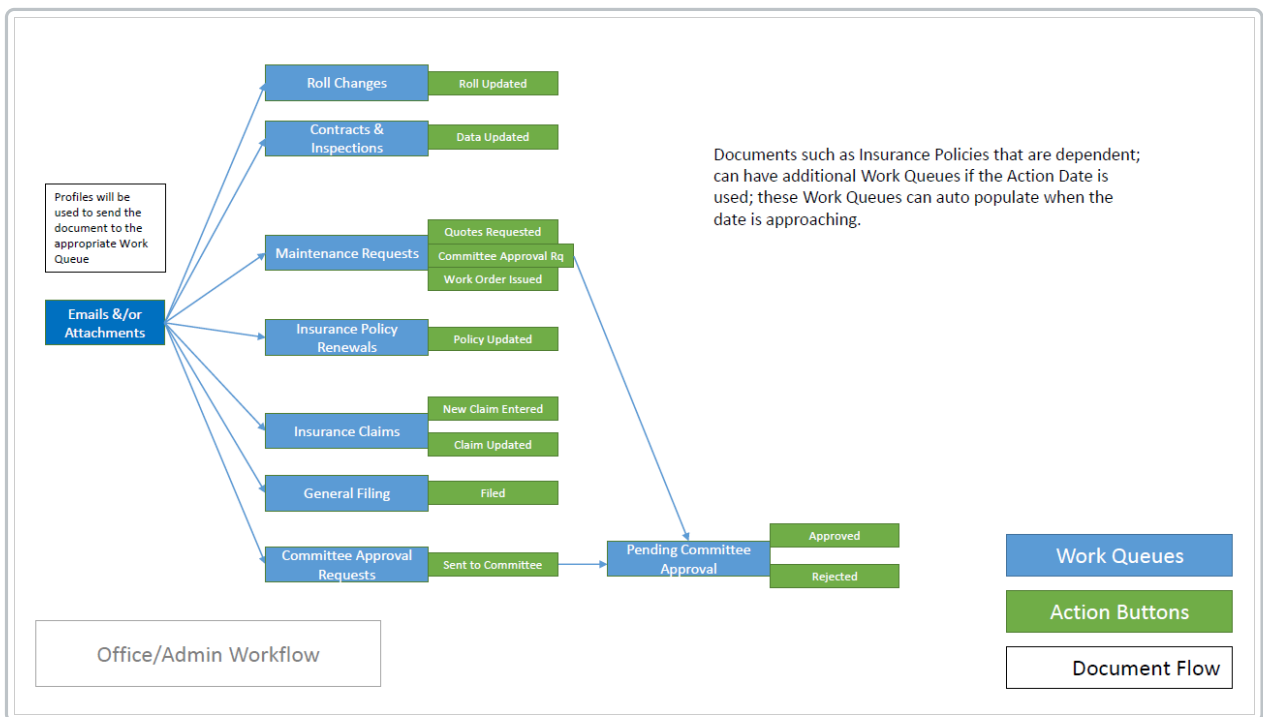 Roll Changes
Roll Updated
Contracts &
Inspections
Data Updated
Documents such as Insurance Policies that are dependent;
can have additional Work Queues if the Action Date is
used; these Work Queues can auto populate when the
date is approaching.
Profiles will be
used to send the
document to the
appropriate Work
Queue
Quotes Requested
Maintenance Requests
Committee Approval Rq
Work Order Issued
Emails &/or
Attachments
Insurance Policy
Renewals
Policy Updated
New Claim Entered
Insurance Claims
Claim Updated
General Filing
Filed
Committee Approval
Requests
Sent to Committee
Pending Committee
Approval
Approved
Rejected
Work Queues
Action Buttons
Document Flow
Office/Admin Workflow